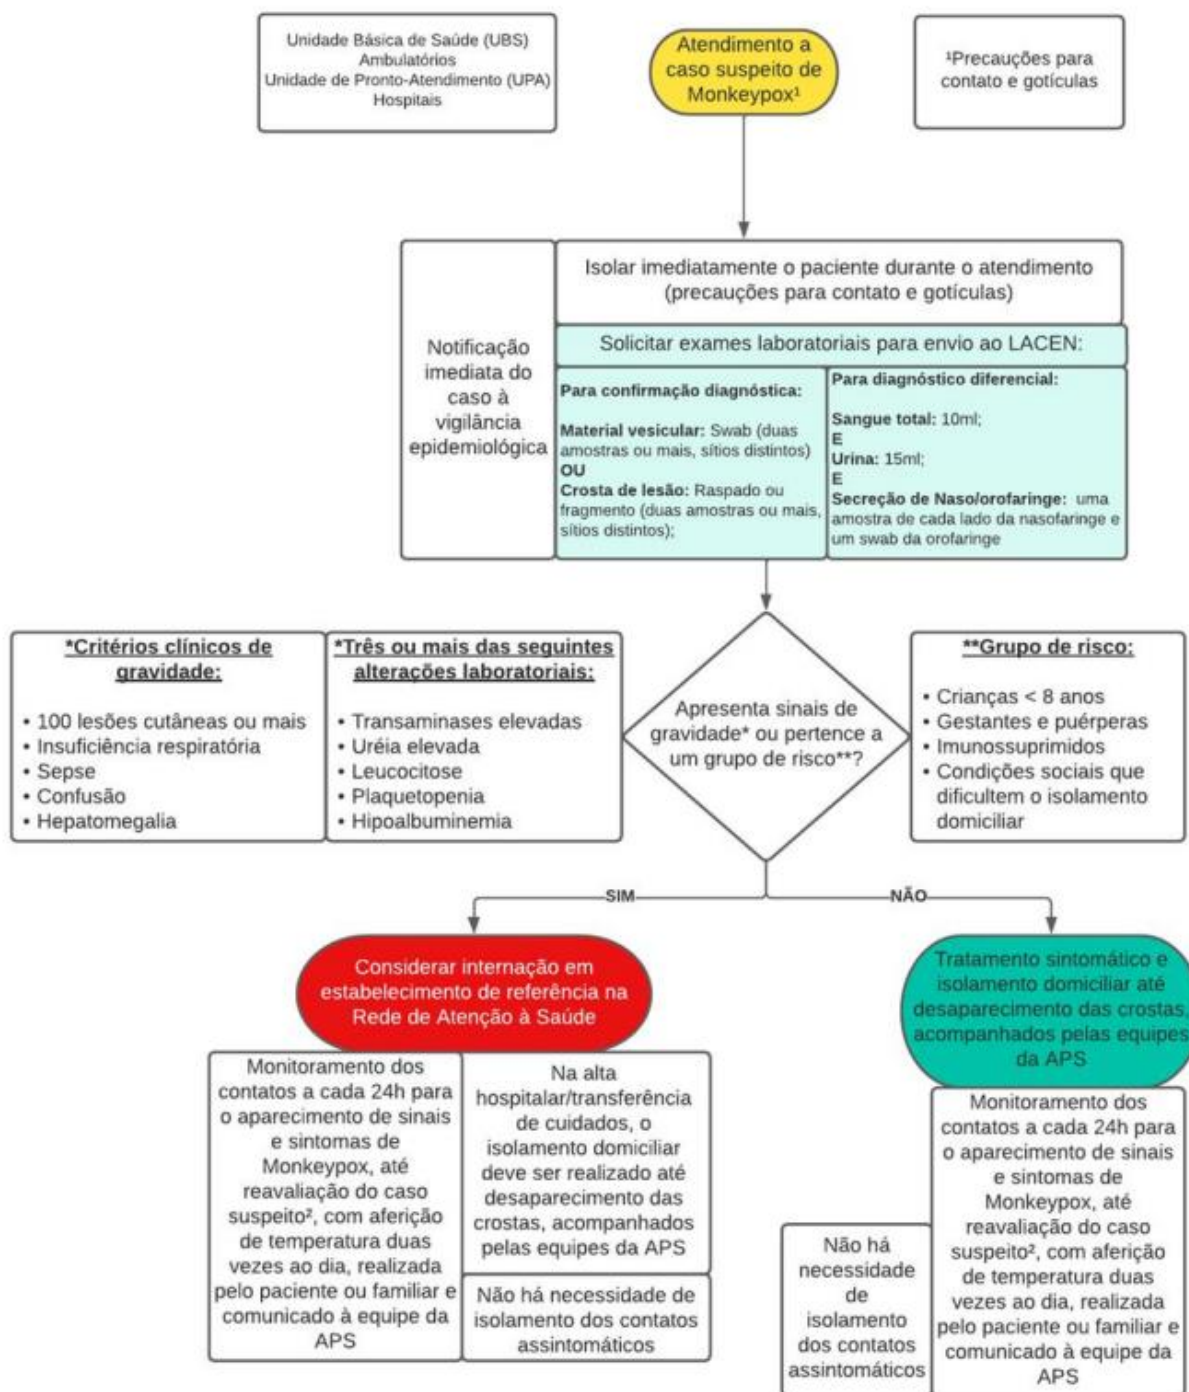 Unidade Básica de Saúde (UBS)
Ambulatórios
Unidade de Pronto-Atendimento (UPA)
Hospitais
Atendimento a
caso suspeito de
Monkeypox¹
¹Precauções para
contato e gotículas
Notificação
imediata do
caso à
vigilância
epidemiológica
Isolar imediatamente o paciente durante o atendimento
(precauções para contato e gotículas)
Solicitar exames laboratoriais para envio ao LACEN:
Para confirmação diagnóstica:
Material vesicular: Swab (duas
amostras ou mais, sítios distintos)
OU
Crosta de lesão: Raspado ou
fragmento (duas amostras ou mais,
sítios distintos);
Para diagnóstico diferencial:
Sangue total: 10ml;
E
Urina: 15ml;
E
Secreção de Naso/orofaringe: uma
amostra de cada lado da nasofaringe e
um swab da orofaringe
*Critérios clínicos de
gravidade:
• 100 lesões cutâneas ou mais
• Insuficiência respiratória
• Sepse
• Confusão
• Hepatomegalia
*Três ou mais das seguintes
alterações laboratoriais:
• Transaminases elevadas
• Uréia elevada
• Leucocitose
• Plaquetopenia
• Hipoalbuminemia
Apresenta sinais de
gravidade* ou pertence a
um grupo de risco**?
**Grupo de risco:
• Crianças < 8 anos
• Gestantes e puérperas
• Imunossuprimidos
• Condições sociais que
dificultem o isolamento
domiciliar
SIM
NÃO
Considerar internação em
estabelecimento de referência na
Rede de Atenção à Saúde
Monitoramento dos
contatos a cada 24h para
o aparecimento de sinais
e sintomas de
Monkeypox, até
reavaliação do caso
suspeito², com aferição
de temperatura duas
vezes ao dia, realizada
pelo paciente ou familiar e
comunicado à equipe da
APS
Na alta
hospitalar/transferência
de cuidados, o
isolamento domiciliar
deve ser realizado até
desaparecimento das
crostas, acompanhados
pelas equipes da APS
Não há necessidade de
isolamento dos contatos
assintomáticos
Tratamento sintomático e
isolamento domiciliar até
desaparecimento das crostas,
acompanhados pelas equipes
da APS
Não há
necessidade
de
isolamento
dos contatos
assintomáticos
Monitoramento dos
contatos a cada 24h para
o aparecimento de sinais
e sintomas de
Monkeypox, até
reavaliação do caso
suspeito², com aferição
de temperatura duas
vezes ao dia, realizada
pelo paciente ou familiar e
comunicado à equipe da
APS